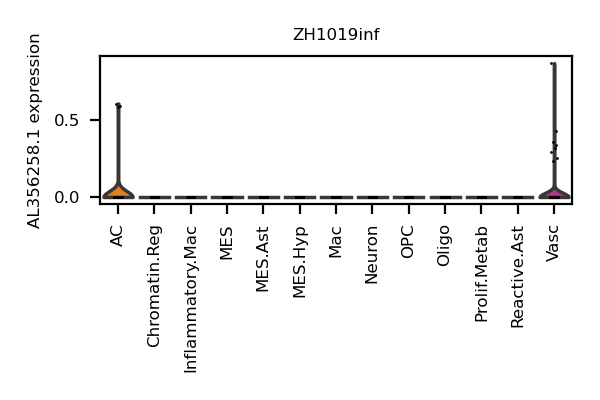 ZH1019inf
AL356258.1 expression
0.5
0.0
AC
Chromatin.Reg
Inflammatory.Mac
MES
MES.Ast
MES.Hyp
Mac
Neuron
OPC
Oligo
Prolif.Metab
Reactive.Ast
Vasc